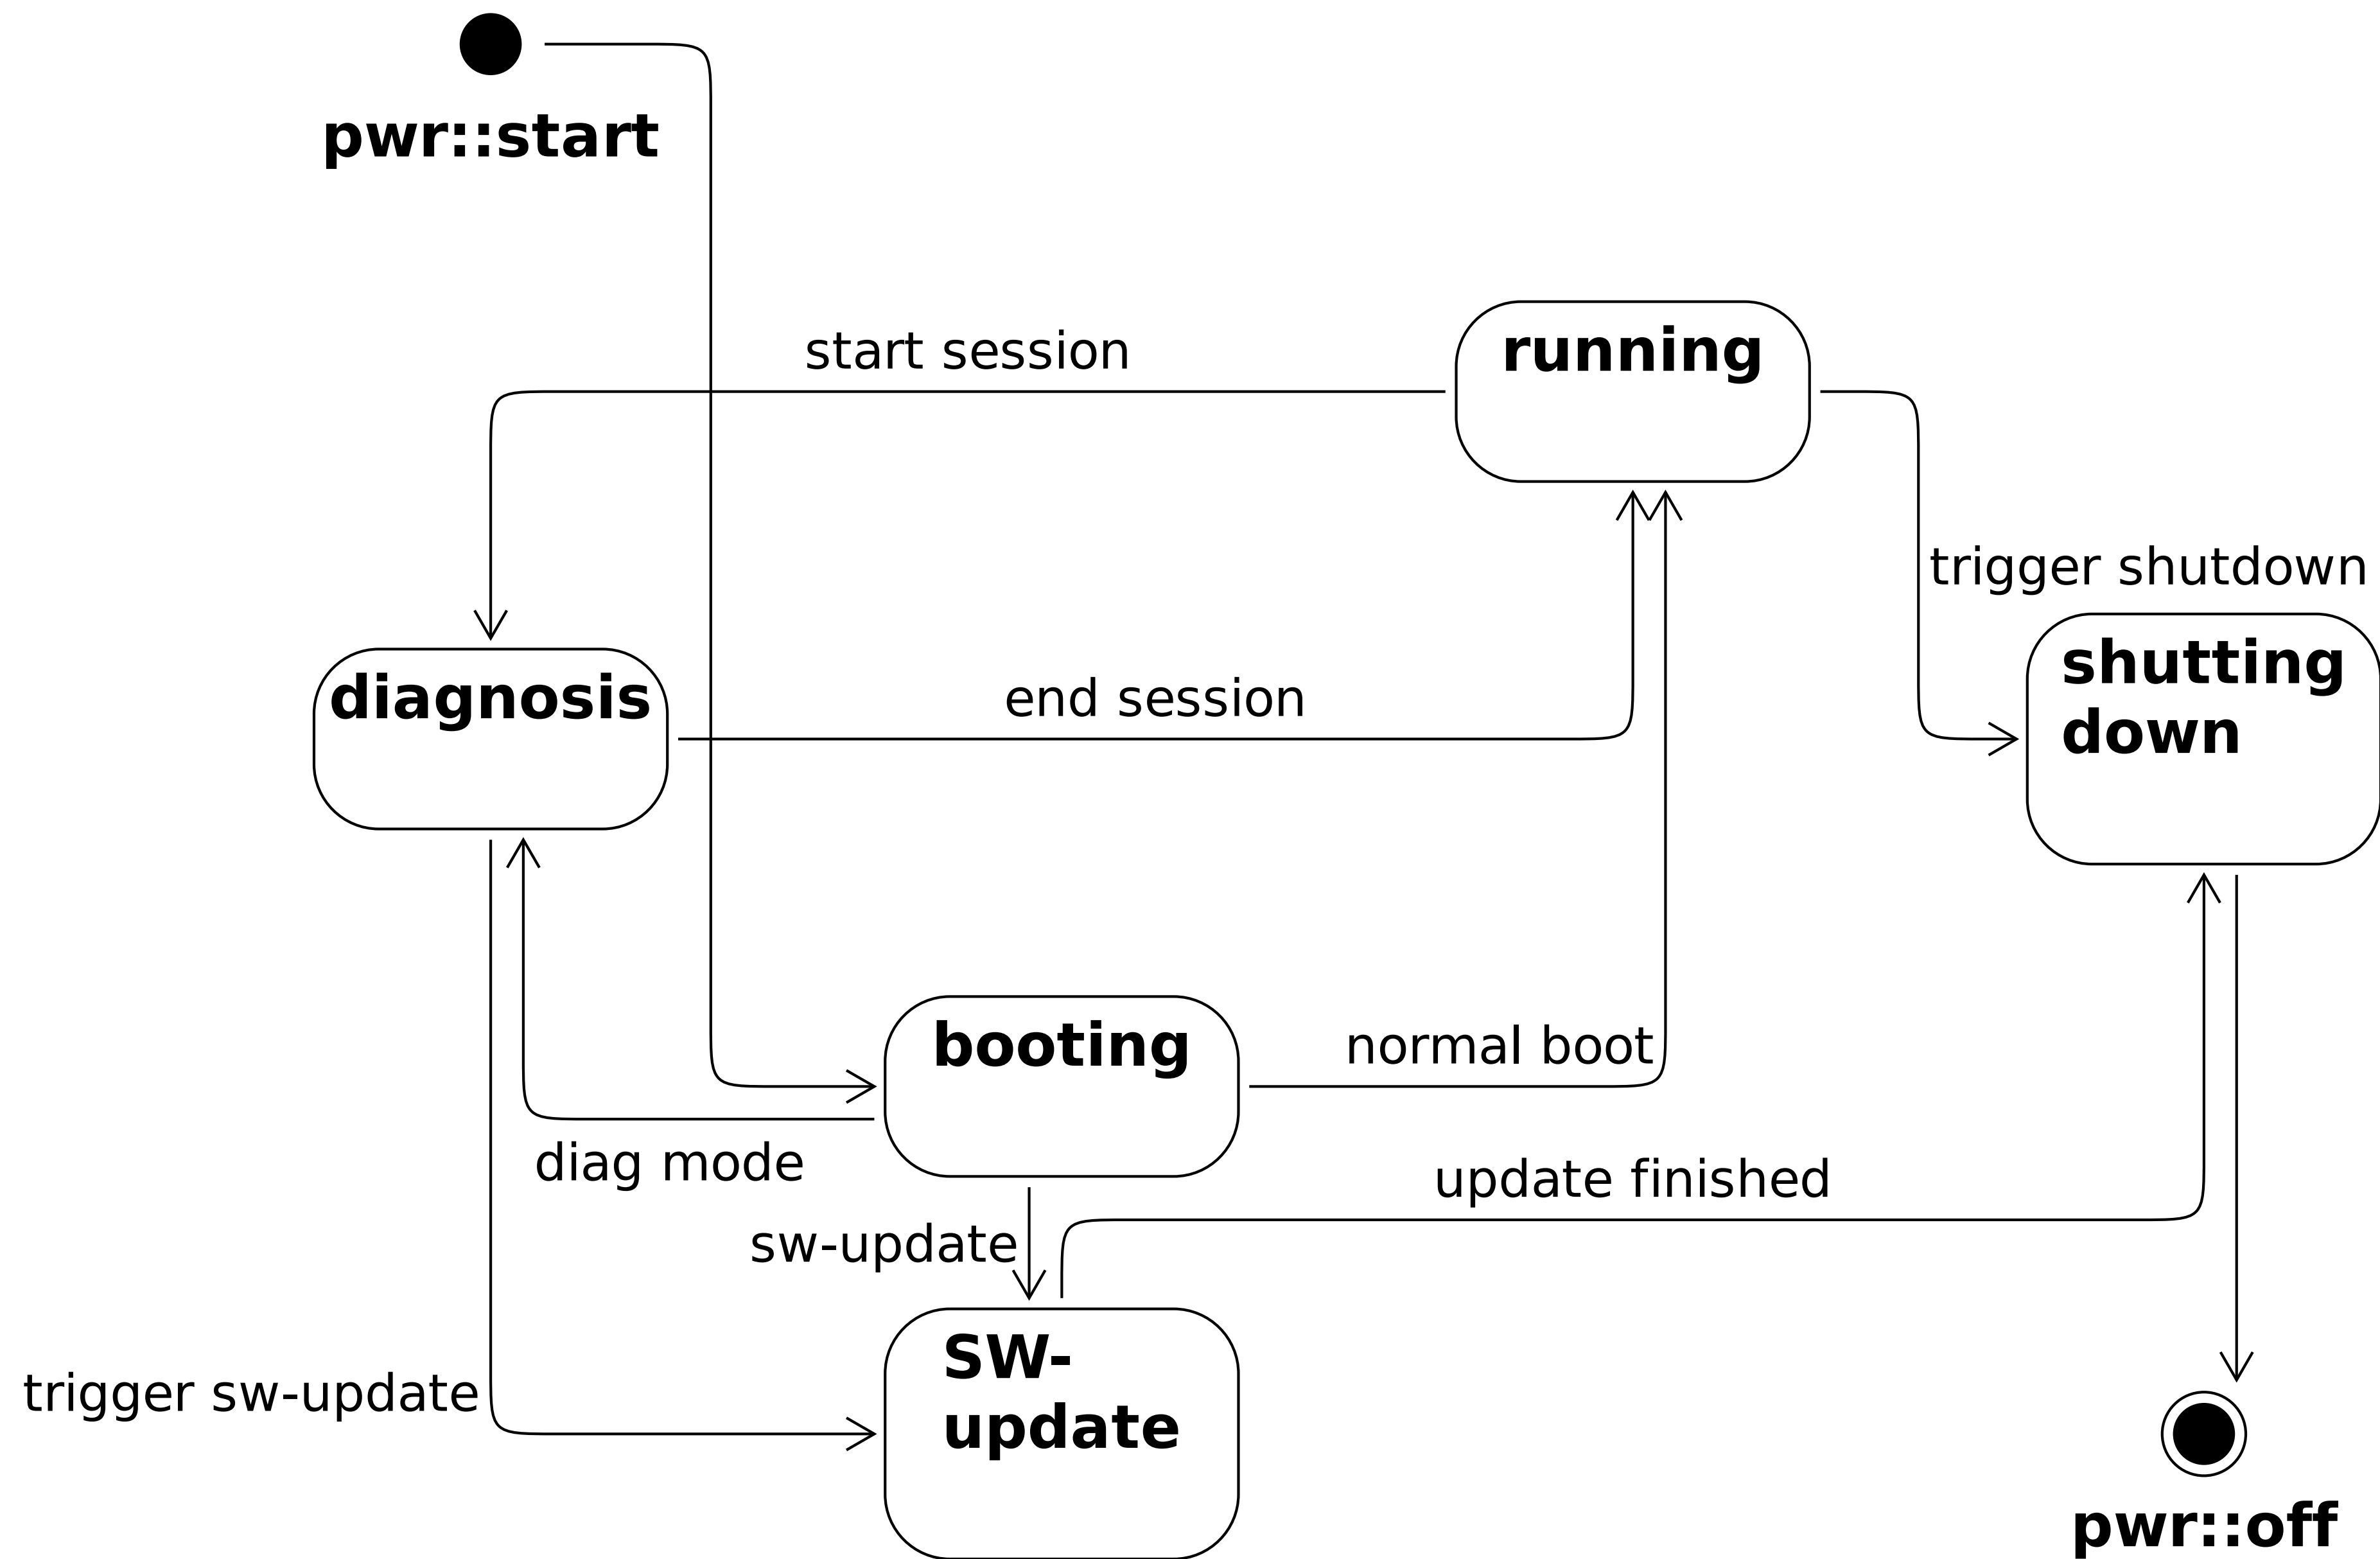 pwr::start
start session
running
trigger shutdown
shutting
down
diagnosis
end session
booting
normal boot
diag mode
update finished
sw-update
SW-
update
trigger sw-update
pwr::off